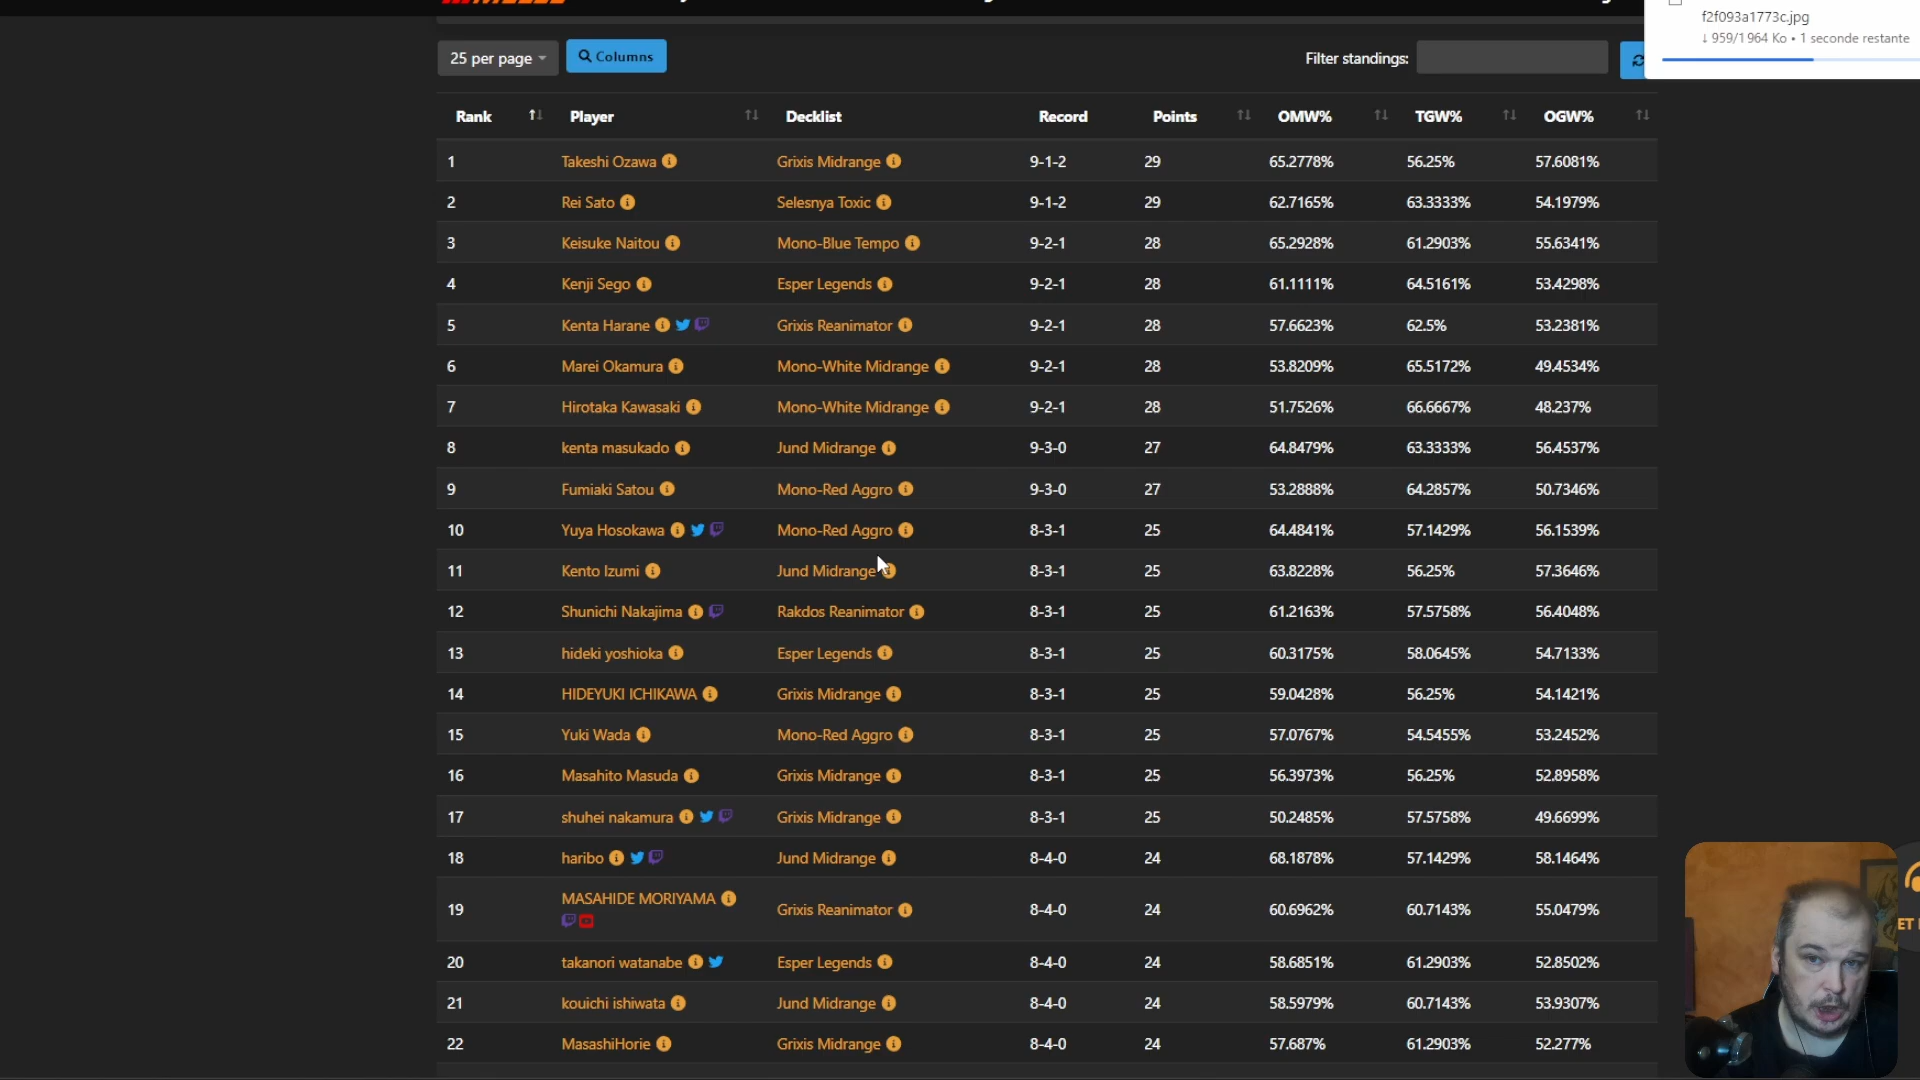 f2f093a1773c.jpg
↓ 959/1 964 Ko • 1 seconde restante
25 per page Columns Filter standings:
Rank Player Decklist Record Points OMW% TGW% OGW%
1 Takeshi Ozawa Grixis Midrange 9-1-2 29 65.2778% 56.25% 57.6081%
2 Rei Sato Selesnya Toxic 9-1-2 29 62.7165% 63.3333% 54.1979%
3 Keisuke Naitou Mono-Blue Tempo 9-2-1 28 65.2928% 61.2903% 55.6341%
4 Kenji Sego Esper Legends 9-2-1 28 61.1111% 64.5161% 53.4298%
5 Kenta Harane Grixis Reanimator 9-2-1 28 57.6623% 62.5% 53.2381%
6 Marei Okamura Mono-White Midrange 9-2-1 28 53.8209% 65.5172% 49.4534%
7 Hirotaka Kawasaki Mono-White Midrange 9-2-1 28 51.7526% 66.6667% 48.237%
8 kenta masukado Jund Midrange 9-3-0 27 64.8479% 63.3333% 56.4537%
9 Fumiaki Satou Mono-Red Aggro 9-3-0 27 53.2888% 64.2857% 50.7346%
10 Yuya Hosokawa Mono-Red Aggro 8-3-1 25 64.4841% 57.1429% 56.1539%
11 Kento Izumi Jund Midrange 8-3-1 25 63.8228% 56.25% 57.3646%
12 Shunichi Nakajima Rakdos Reanimator 8-3-1 25 61.2163% 57.5758% 56.4048%
13 hideki yoshioka Esper Legends 8-3-1 25 60.3175% 58.0645% 54.7133%
14 HIDEYUKI ICHIKAWA Grixis Midrange 8-3-1 25 59.0428% 56.25% 54.1421%
15 Yuki Wada Mono-Red Aggro 8-3-1 25 57.0767% 54.5455% 53.2452%
16 Masahito Masuda Grixis Midrange 8-3-1 25 56.3973% 56.25% 52.8958%
17 shuhei nakamura Grixis Midrange 8-3-1 25 50.2485% 57.5758% 49.6699%
18 haribo Jund Midrange 8-4-0 24 68.1878% 57.1429% 58.1464%
19 MASAHIDE MORIYAMA Grixis Reanimator 8-4-0 24 60.6962% 60.7143% 55.0479%
20 takanori watanabe Esper Legends 8-4-0 24 58.6851% 61.2903% 52.8502%
21 kouichi ishiwata Jund Midrange 8-4-0 24 58.5979% 60.7143% 53.9307%
22 MasashiHorie Grixis Midrange 8-4-0 24 57.687% 61.2903% 52.277%